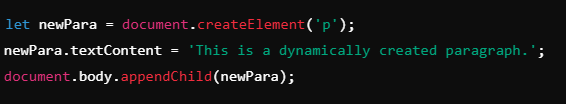 let newPara = document.createElement('p');
newPara.textContent = 'This is a dynamically created paragraph.';
document.body.appendChild(newPara);